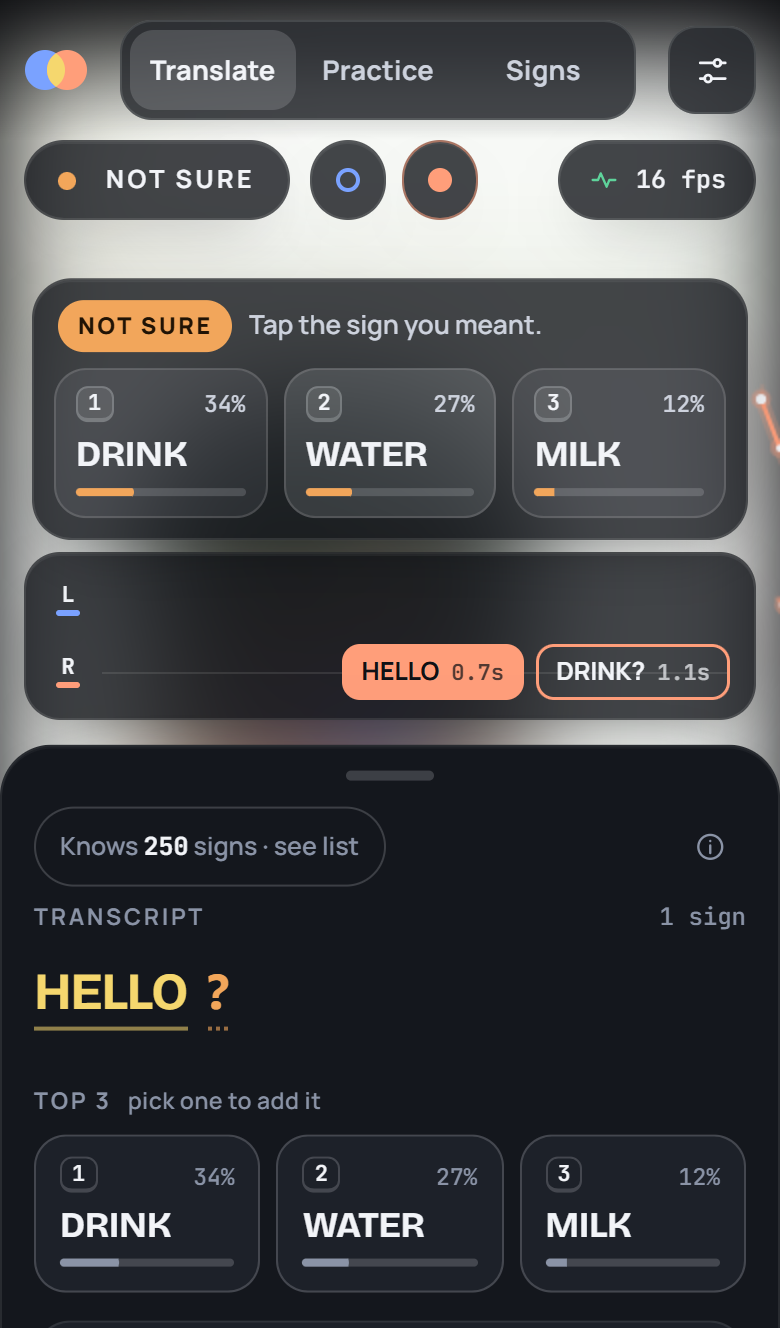 Translate Practice Signs
NOT SURE 16 fps
NOT SURE Tap the sign you meant.
1 34% 2 27% 3 12%
DRINK WATER MILK
L
R HELLO 0.7s DRINK? 1.1s
Knows 250 signs · see list
TRANSCRIPT 1 sign
HELLO ?
TOP 3 pick one to add it
1 34% 2 27% 3 12%
DRINK WATER MILK